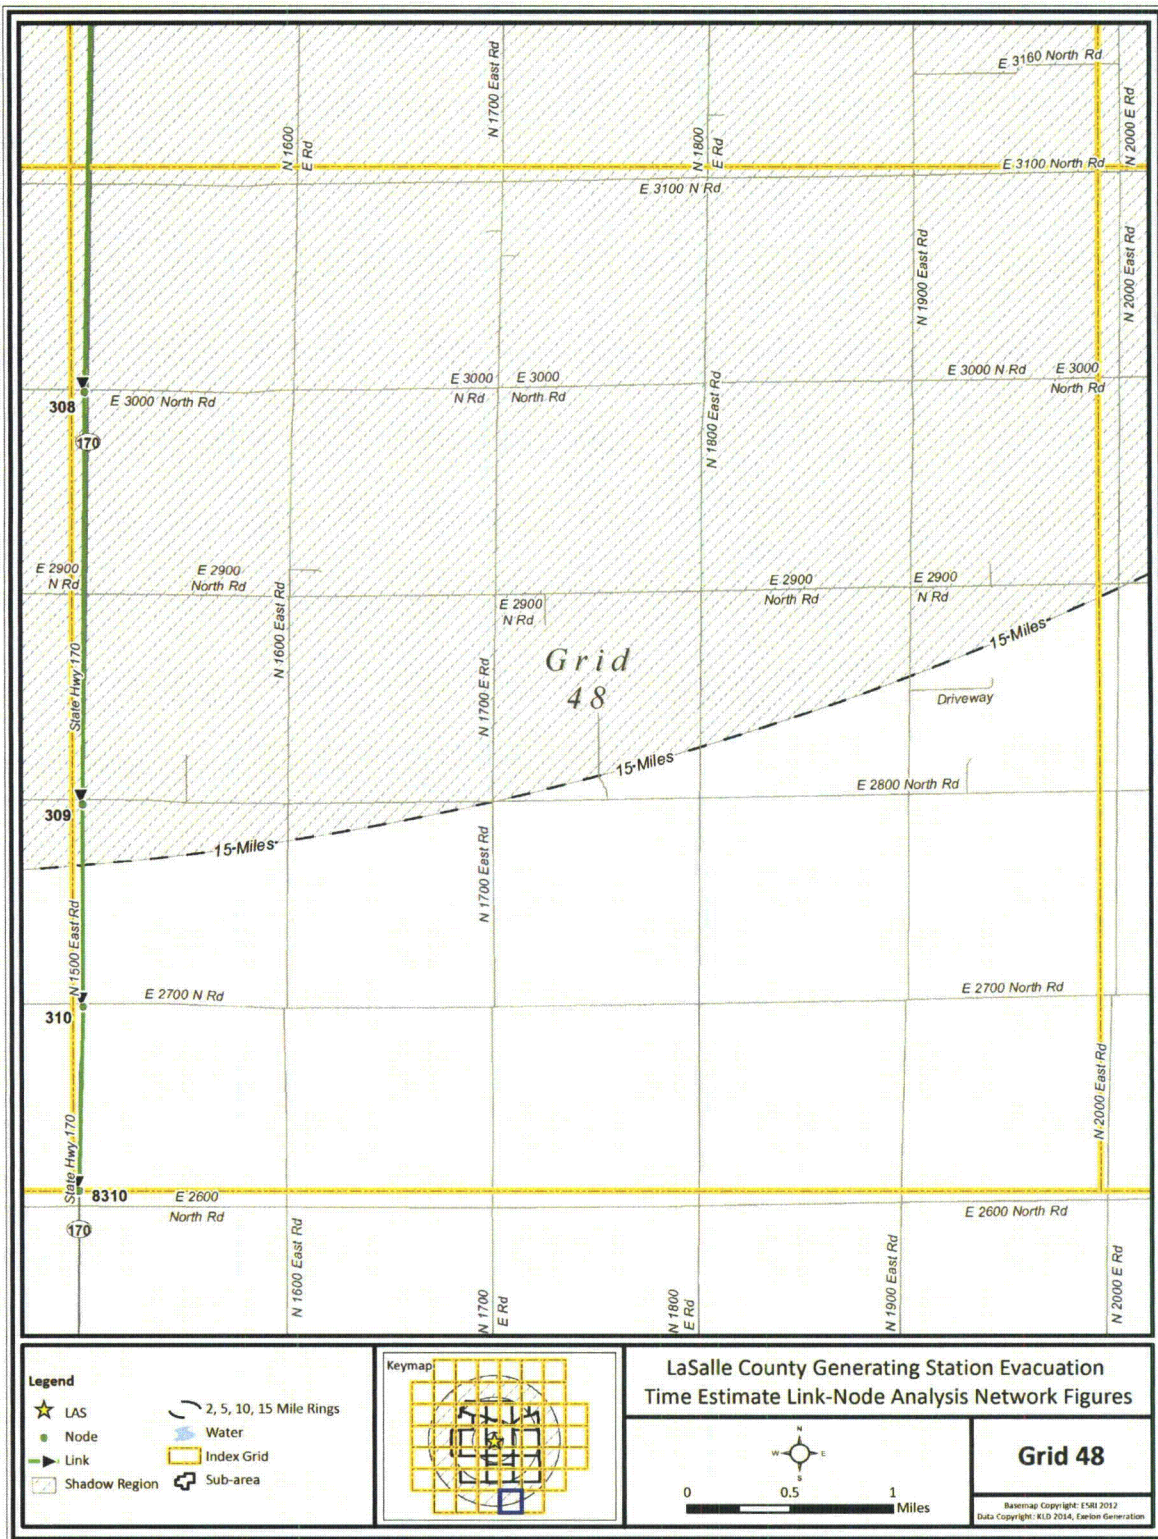 N 1700 East Rd
E 3160 North Rd
N 1600
E Rd
N 1800
E Rd
N 2000 E Rd
E 3100 North Rd
E 3100 N Rd
N 1900 East Rd
N 2000 East Rd
308
E 3000 North Rd
E 3000
N Rd
E 3000
North Rd
E 3000 N Rd
E 3000
North Rd
170
N 1800 East Rd
E 2900
N Rd
E 2900
North Rd
N 1600 East Rd
E 2900
N Rd
E 2900
North Rd
E 2900
N Rd
15-Miles
Grid
48
State Hwy 170
N 1700 E Rd
Driveway
15-Miles
E 2800 North Rd
309
15-Miles
N 1700 East Rd
N 1500 East Rd
E 2700 N Rd
E 2700 North Rd
310
N 2000 East Rd
State Hwy 170
8310
E 2600
North Rd
E 2600 North Rd
170
N 1600 East Rd
N 1700
E Rd
N 1800
E Rd
N 1900 East Rd
N 2000 E Rd
Legend
LAS
Node
Link
Shadow Region
2, 5, 10, 15 Mile Rings
Water
Index Grid
Sub-area
Keymap
LaSalle County Generating Station Evacuation
Time Estimate Link-Node Analysis Network Figures
N
W
E
S
0
0.5
1
Miles
Grid 48
Basemap Copyright: ESRI 2012
Data Copyright: KLD 2014, Exelon Generation